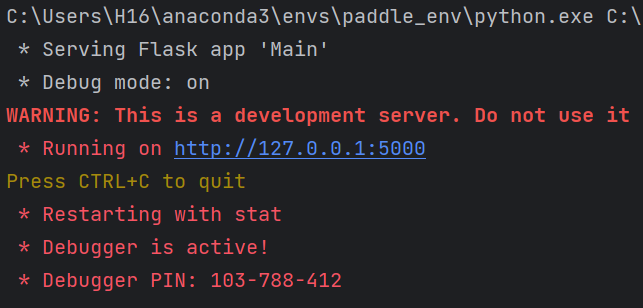 C:\Users\H16\anaconda3\envs\paddle_env\python.exe C:\
* Serving Flask app 'Main'
* Debug mode: on
WARNING: This is a development server. Do not use it
* Running on http://127.0.0.1:5000
Press CTRL+C to quit
* Restarting with stat
* Debugger is active!
* Debugger PIN: 103-788-412